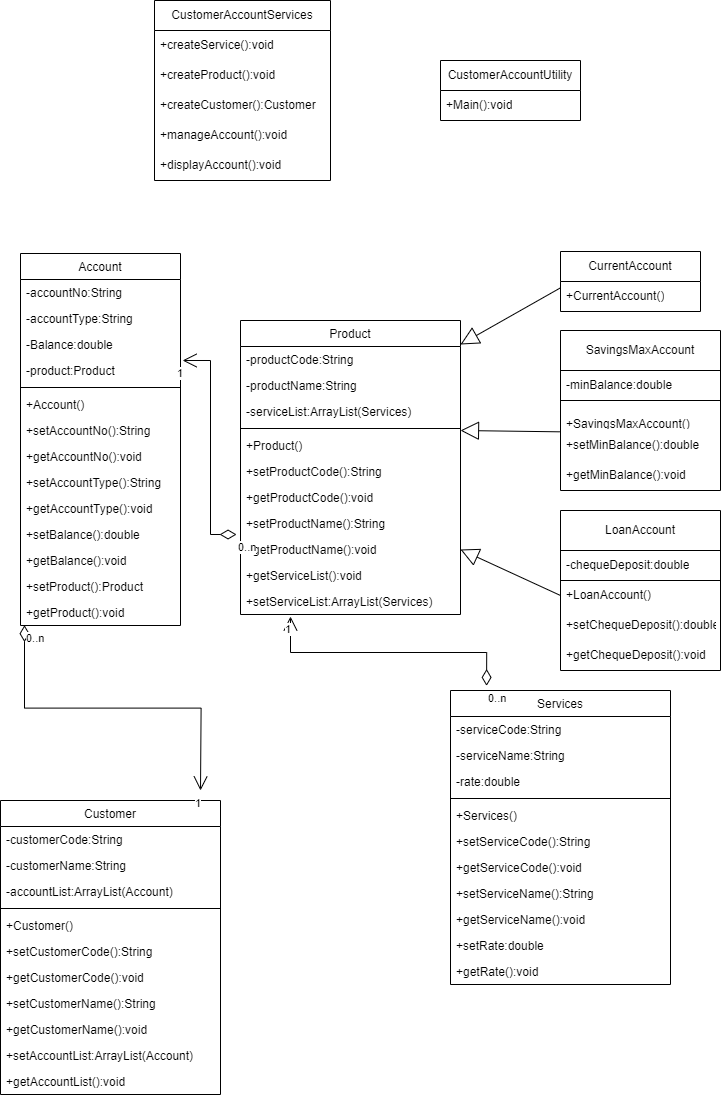 CustomerAccountServices
+createService():void
+createProduct():void
+createCustomer():Customer
+manageAccount():void
+displayAccount():void
CustomerAccountUtility
+Main():void
Account
-accountNo:String
-accountType:String
-Balance:double
-product:Product
+Account()
+setAccountNo():String
+getAccountNo():void
+setAccountType():String
+getAccountType():void
+setBalance():double
+getBalance():void
+setProduct():Product
+getProduct():void
1
0..n
Product
-productCode:String
-productName:String
-serviceList:ArrayList(Services)
+Product()
+setProductCode():String
+getProductCode():void
+setProductName():String
+getProductName():void
+getServiceList():void
+setServiceList:ArrayList(Services)
0..n
1
CurrentAccount
+CurrentAccount()
SavingsMaxAccount
-minBalance:double
+SavingsMaxAccount()
+setMinBalance():double
+getMinBalance():void
LoanAccount
-chequeDeposit:double
+LoanAccount()
+setChequeDeposit():double
+getChequeDeposit():void
0..n
Services
-serviceCode:String
-serviceName:String
-rate:double
+Services()
+setServiceCode():String
+getServiceCode():void
+setServiceName():String
+getServiceName():void
+setRate:double
+getRate():void
1
Customer
-customerCode:String
-customerName:String
-accountList:ArrayList(Account)
+Customer()
+setCustomerCode():String
+getCustomerCode():void
+setCustomerName():String
+getCustomerName():void
+setAccountList:ArrayList(Account)
+getAccountList():void